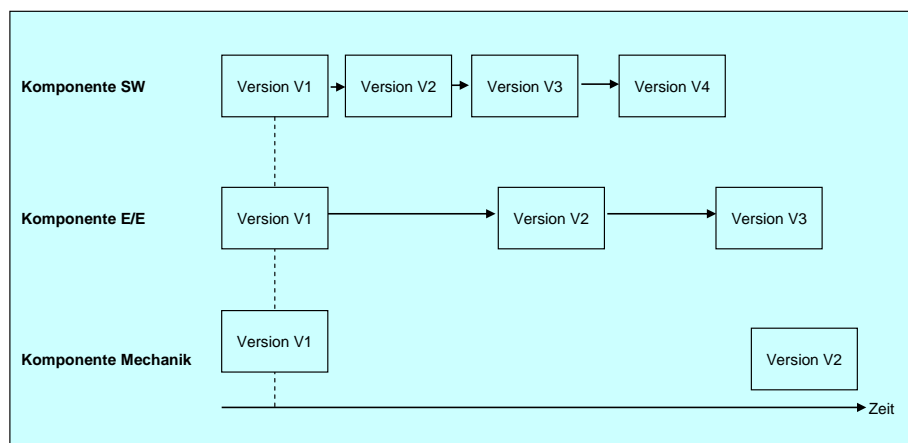 Komponente SW
Version V1
Version V2
Version V3
Version V4
Komponente E/E
Version V1
Version V2
Version V3
Komponente Mechanik
Version V1
Version V2
Zeit